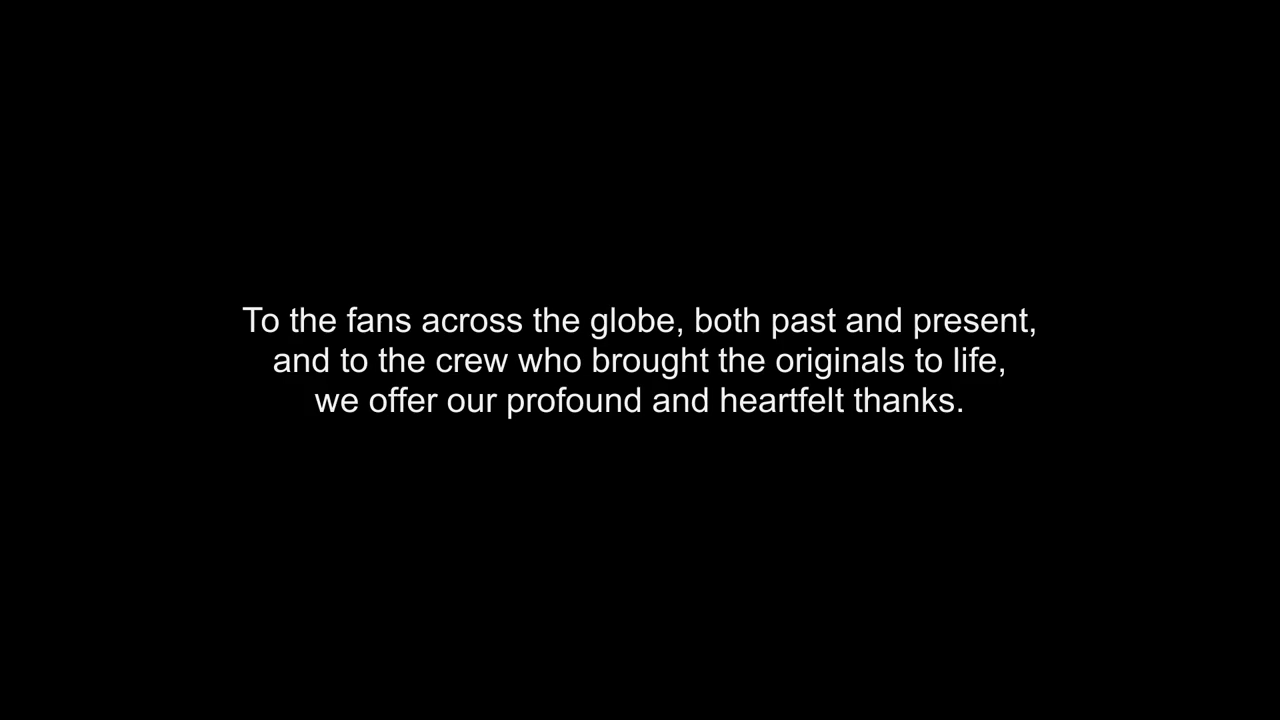 To the fans across the globe, both past and present,
and to the crew who brought the originals to life,
we offer our profound and heartfelt thanks.